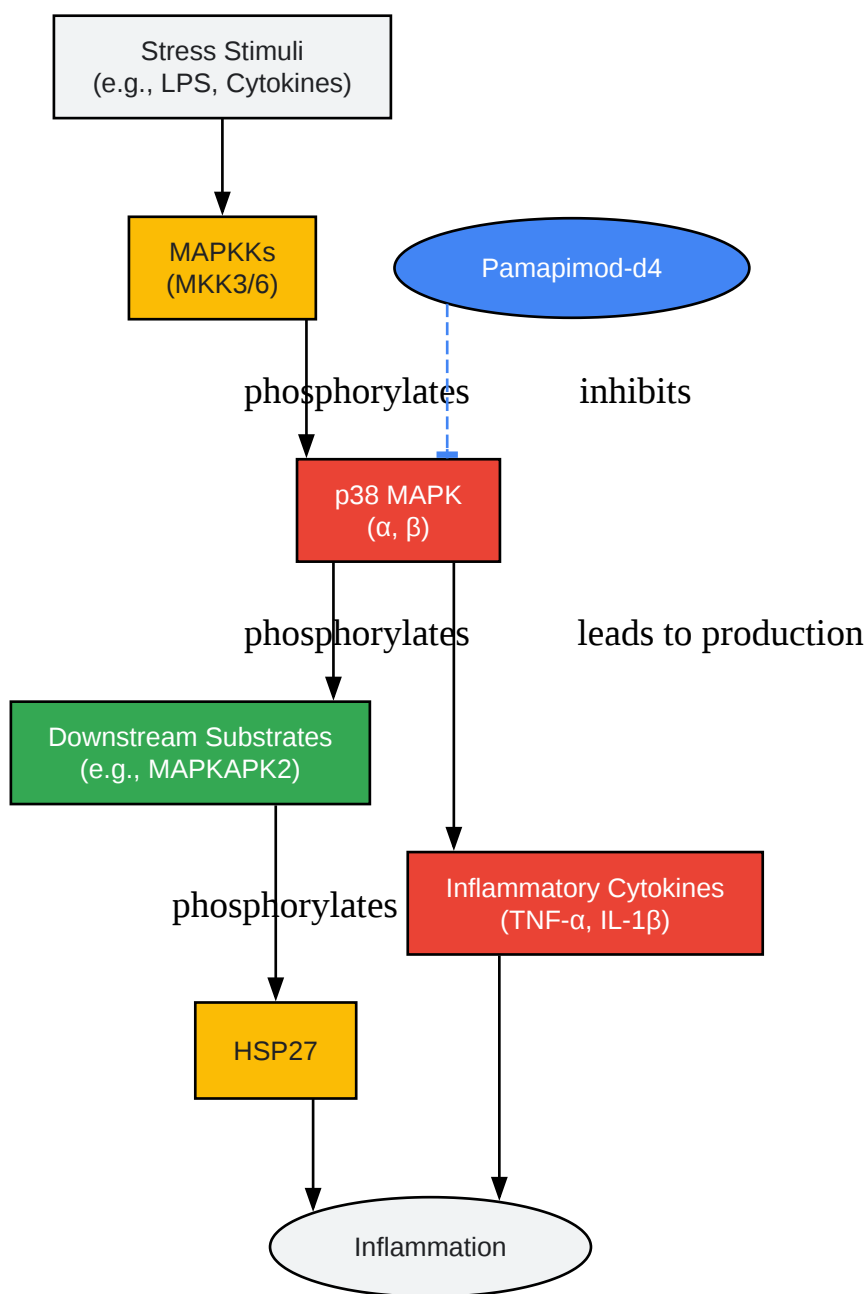 Stress Stimuli
(e.g., LPS, Cytokines)
MAPKKs
(MKK3/6)
Pamapimod-d4
phosphorylates
inhibits
p38 MAPK
(α, β)
phosphorylates
leads to production
Downstream Substrates
(e.g., MAPKAPK2)
Inflammatory Cytokines
(TNF-α, IL-1β)
phosphorylates
HSP27
Inflammation